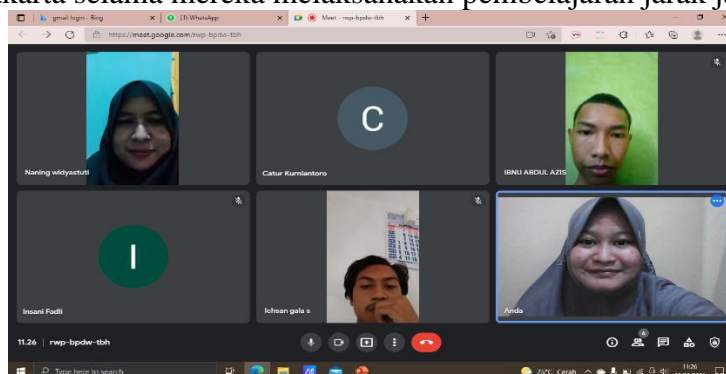 karta selama mereka melaksanakan pembelajaran jarak j
gmail login - Bing
(1) WhatsApp
Meet - rwp-bpdw-tbh
https://meet.google.com/rwp-bpdw-tbh
C
Naning widyastuti
Catur Kurniantoro
IBNU ABDUL AZIS
I
Insani Fadli
Ichsan gala s
Anda
11.26 | rwp-bpdw-tbh
6
Type here to search
25°C Cerah
11:26